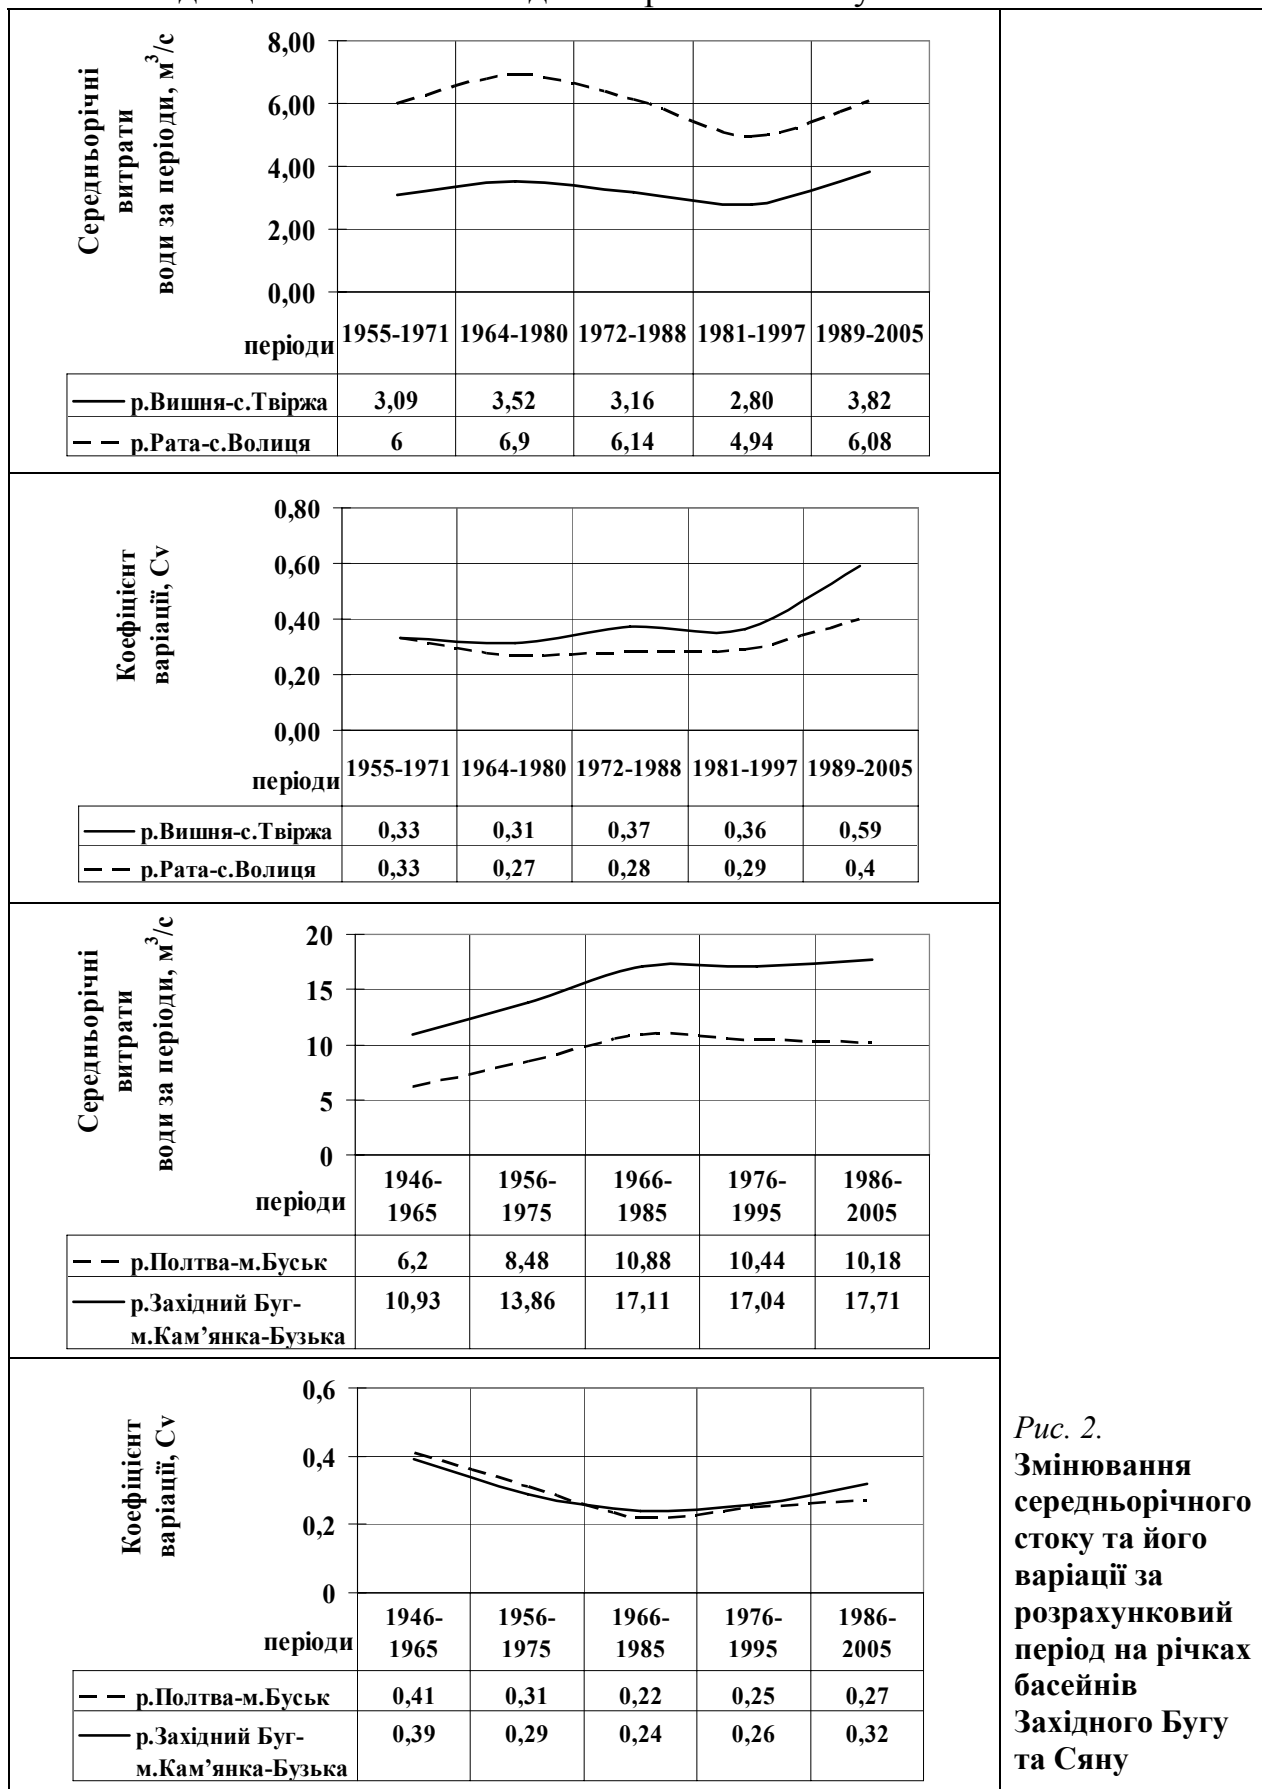 8,00
6,00
4,00
2,00
0,00
Середньорічні
витрати
води за періоди, м³/с
періоди 1955-1971 1964-1980 1972-1988 1981-1997 1989-2005
р.Вишня-с.Твіржа 3,09 3,52 3,16 2,80 3,82
р.Рата-с.Волиця 6 6,9 6,14 4,94 6,08
0,80
0,60
0,40
0,20
0,00
Коефіцієнт
варіації, Cv
періоди 1955-1971 1964-1980 1972-1988 1981-1997 1989-2005
р.Вишня-с.Твіржа 0,33 0,31 0,37 0,36 0,59
р.Рата-с.Волиця 0,33 0,27 0,28 0,29 0,4
20
15
10
5
0
Середньорічні
витрати
води за періоди, м³/с
періоди
1946- 1956- 1966- 1976- 1986-
1965 1975 1985 1995 2005
р.Полтва-м.Буськ 6,2 8,48 10,88 10,44 10,18
р.Західний Буг- 10,93 13,86 17,11 17,04 17,71
м.Кам’янка-Бузька
0,6
0,4
0,2
0
Коефіцієнт
варіації, Cv
періоди
1946- 1956- 1966- 1976- 1986-
1965 1975 1985 1995 2005
р.Полтва-м.Буськ 0,41 0,31 0,22 0,25 0,27
р.Західний Буг- 0,39 0,29 0,24 0,26 0,32
м.Кам’янка-Бузька
Рис. 2.
Змінювання
середньорічного
стоку та його
варіації за
розрахунковий
період на річках
басейнів
Західного Бугу
та Сяну